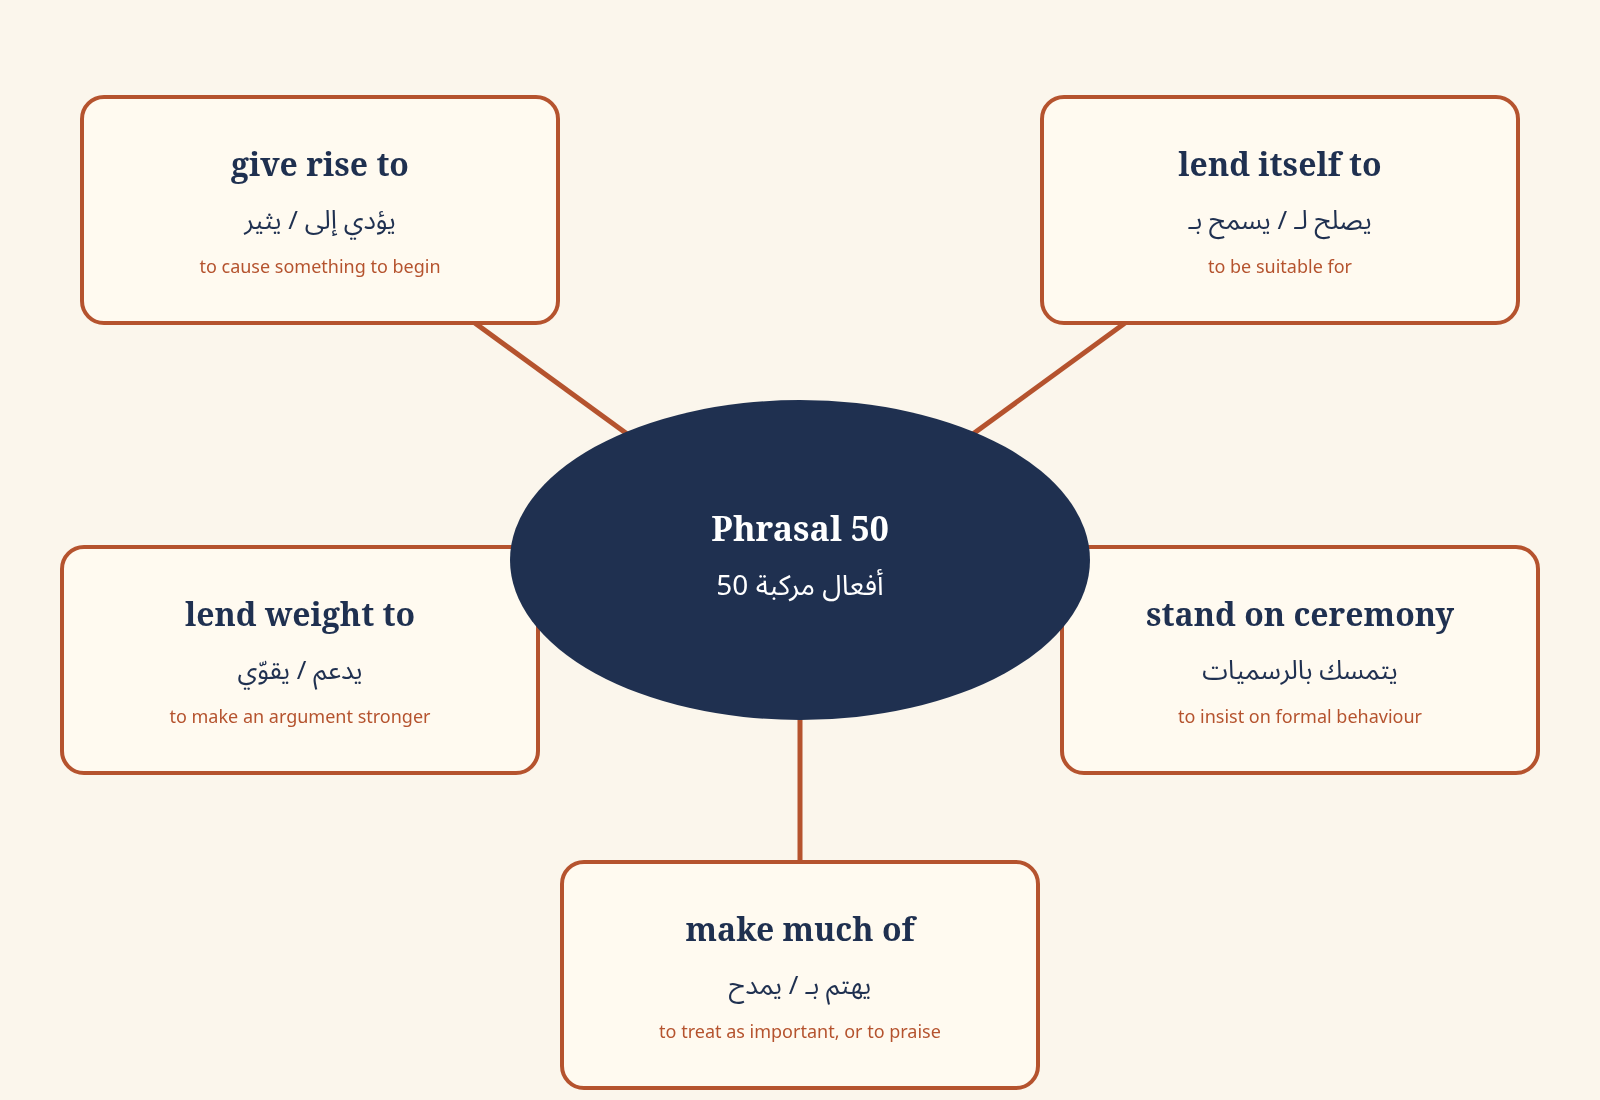 give rise to
يؤدي إلى / يثير
to cause something to begin
lend itself to
يصلح لـ / يسمح بـ
to be suitable for
Phrasal 50
أفعال مركبة 50
lend weight to
يدعم / يقوّي
to make an argument stronger
stand on ceremony
يتمسك بالرسميات
to insist on formal behaviour
make much of
يهتم بـ / يمدح
to treat as important, or to praise